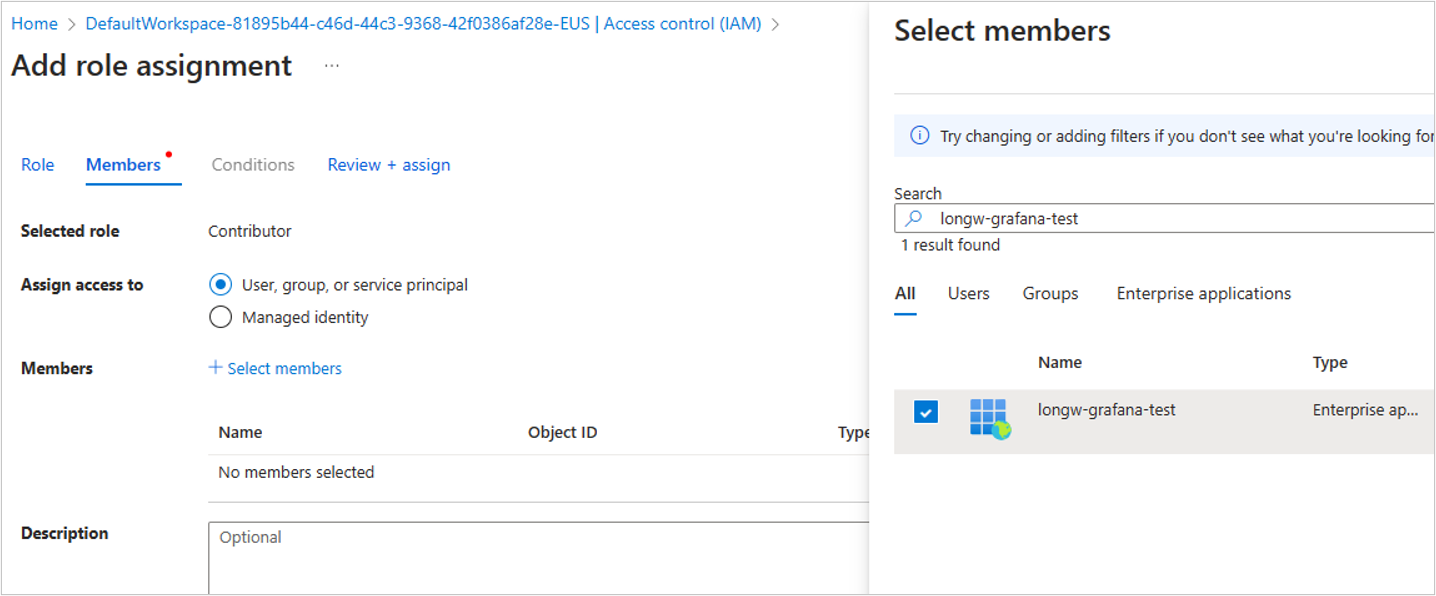 Home > DefaultWorkspace-81895b44-c46d-44c3-9368-42f0386af28e-EUS | Access control (IAM) >
Add role assignment ...
Role Members Conditions Review + assign
Selected role Contributor
Assign access to User, group, or service principal
Managed identity
Members + Select members
Name Object ID Type
No members selected
Description Optional
Select members
Try changing or adding filters if you don't see what you're looking for
Search
longw-grafana-test
1 result found
All Users Groups Enterprise applications
Name Type
longw-grafana-test Enterprise ap...